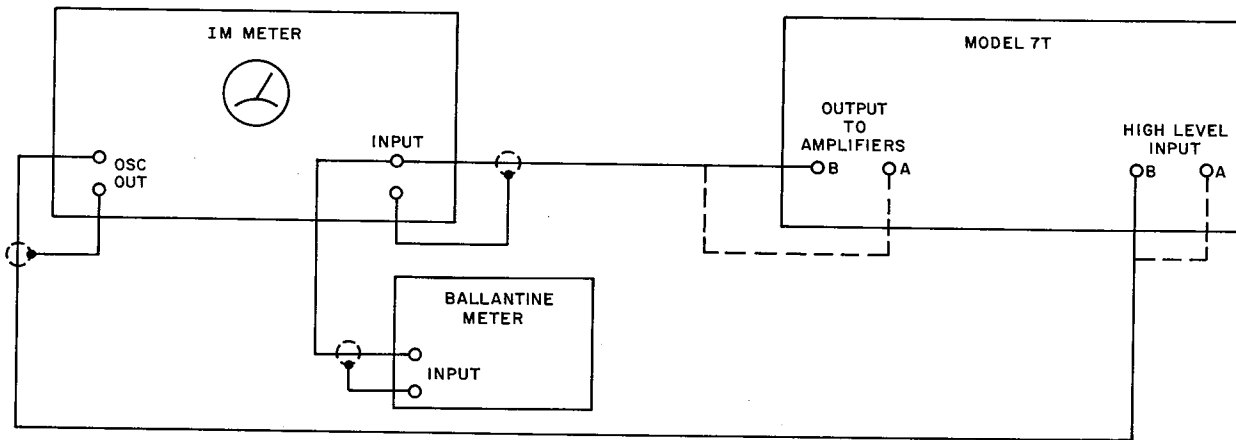 IM METER
OSC
OUT
INPUT
MODEL 7T
OUTPUT
TO
AMPLIFIERS
B
A
HIGH LEVEL
INPUT
B
A
BALLANTINE
METER
INPUT